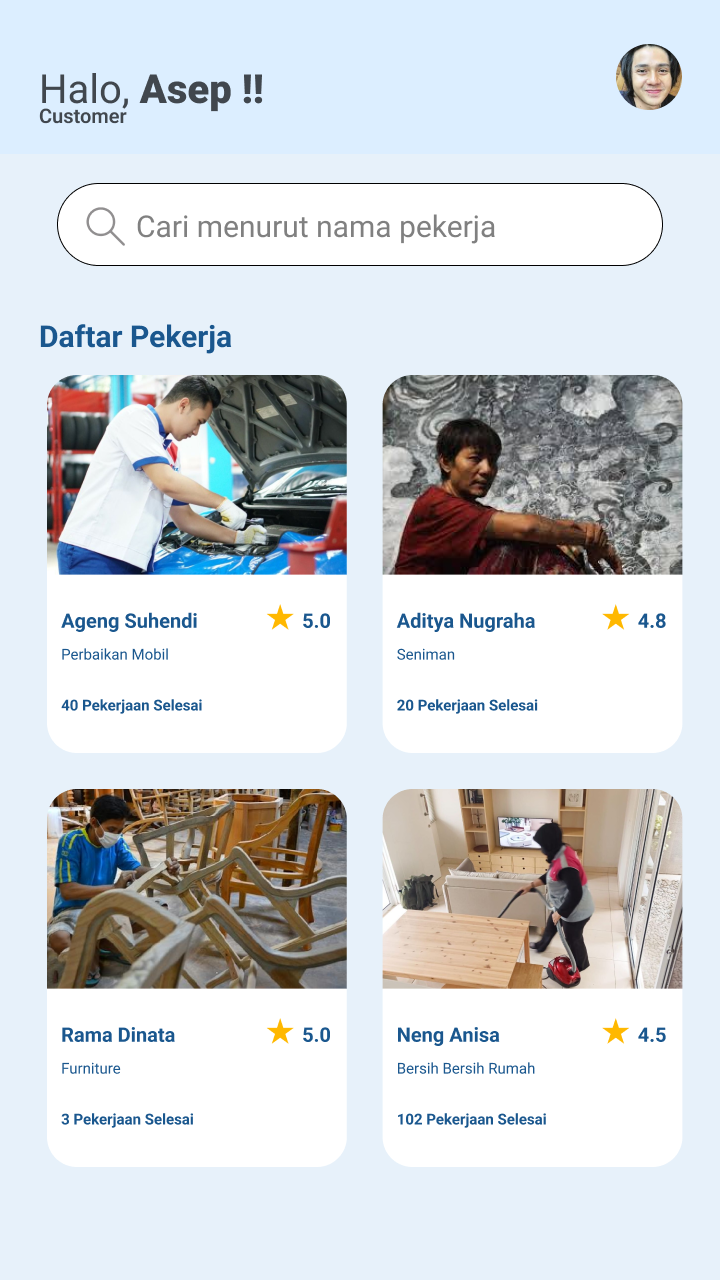 Halo, Asep !!
Customer
Cari menurut nama pekerja
Daftar Pekerja
Ageng Suhendi
5.0
Perbaikan Mobil
40 Pekerjaan Selesai
Aditya Nugraha
4.8
Seniman
20 Pekerjaan Selesai
Rama Dinata
5.0
Furniture
3 Pekerjaan Selesai
Neng Anisa
4.5
Bersih Bersih Rumah
102 Pekerjaan Selesai